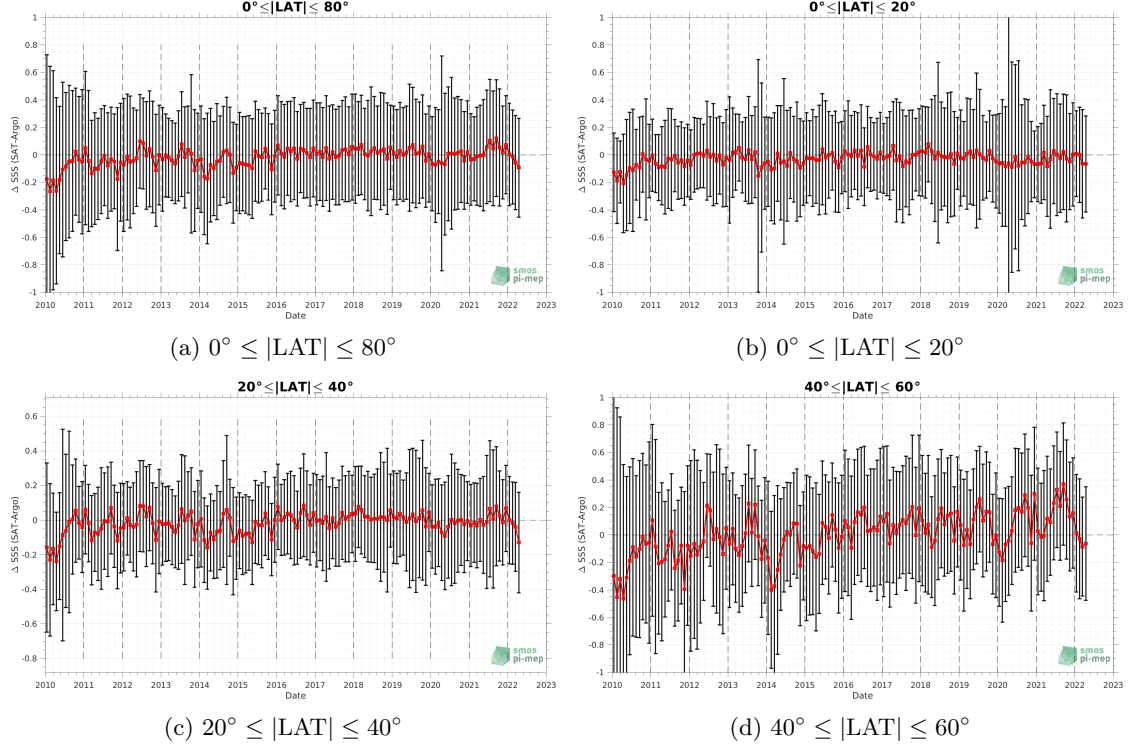 0°≤|LAT|≤ 80°
Δ SSS (SAT-Argo)
1
0.8
0.6
0.4
0.2
0
-0.2
-0.4
-0.6
-0.8
-1
2010 2011 2012 2013 2014 2015 2016 2017 2018 2019 2020 2021 2022 2023
Date
smos
pi-mep
(a) 0° ≤ |LAT| ≤ 80°
0°≤|LAT|≤ 20°
Δ SSS (SAT-Argo)
1
0.8
0.6
0.4
0.2
0
-0.2
-0.4
-0.6
-0.8
-1
2010 2011 2012 2013 2014 2015 2016 2017 2018 2019 2020 2021 2022 2023
Date
smos
pi-mep
(b) 0° ≤ |LAT| ≤ 20°
20°≤|LAT|≤ 40°
Δ SSS (SAT-Argo)
0.6
0.4
0.2
0
-0.2
-0.4
-0.6
-0.8
2010 2011 2012 2013 2014 2015 2016 2017 2018 2019 2020 2021 2022 2023
Date
smos
pi-mep
(c) 20° ≤ |LAT| ≤ 40°
40°≤|LAT|≤ 60°
Δ SSS (SAT-Argo)
1
0.8
0.6
0.4
0.2
0
-0.2
-0.4
-0.6
-0.8
-1
2010 2011 2012 2013 2014 2015 2016 2017 2018 2019 2020 2021 2022 2023
Date
smos
pi-mep
(d) 40° ≤ |LAT| ≤ 60°